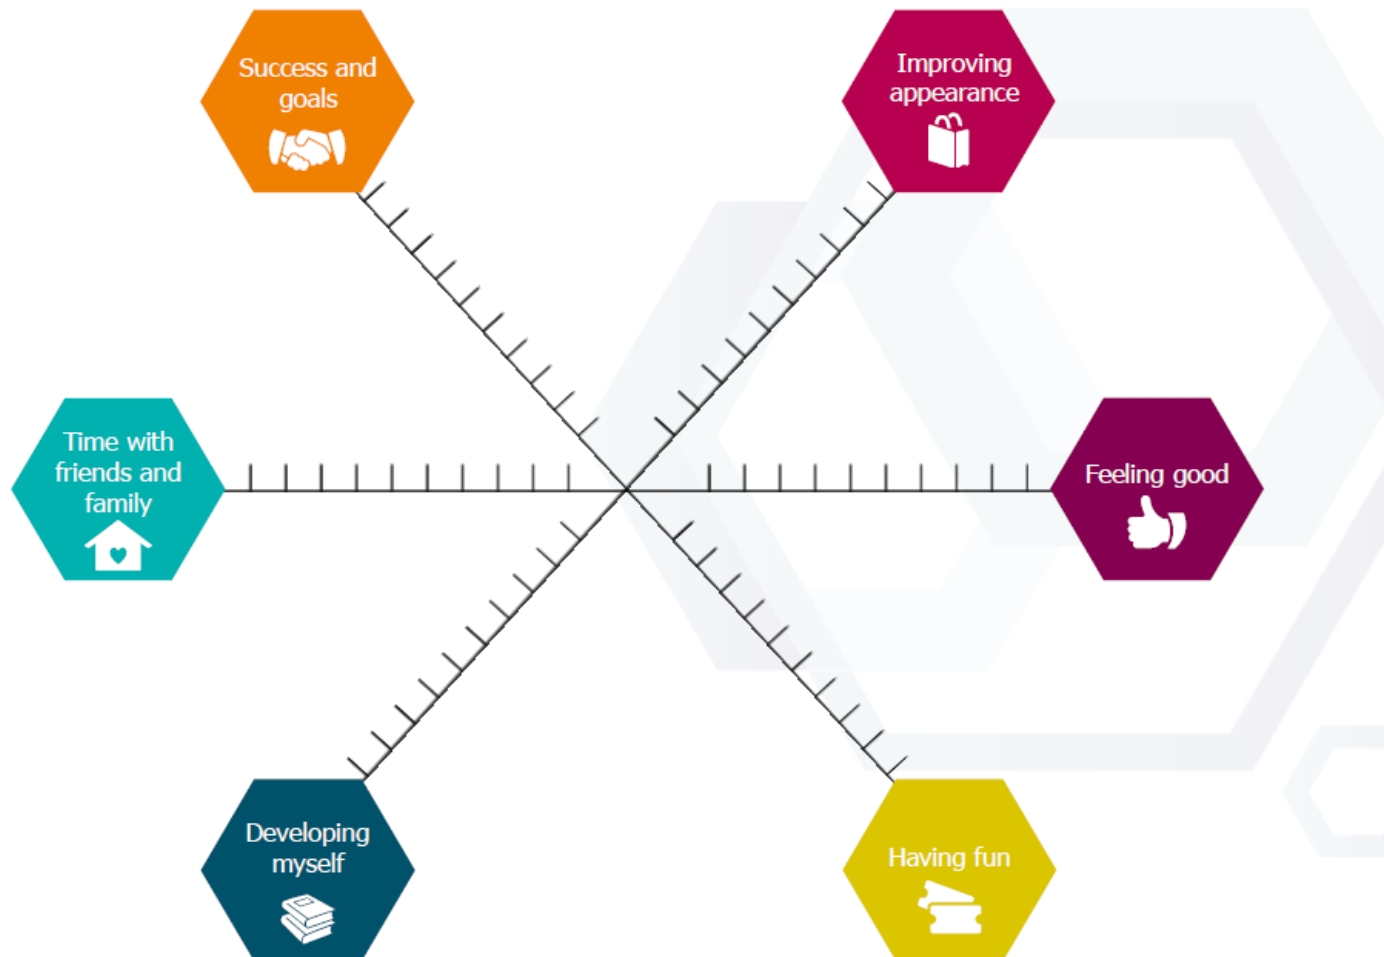 Success and
goals
Improving
appearance
Time with
friends and
family
Feeling good
Developing
myself
Having fun